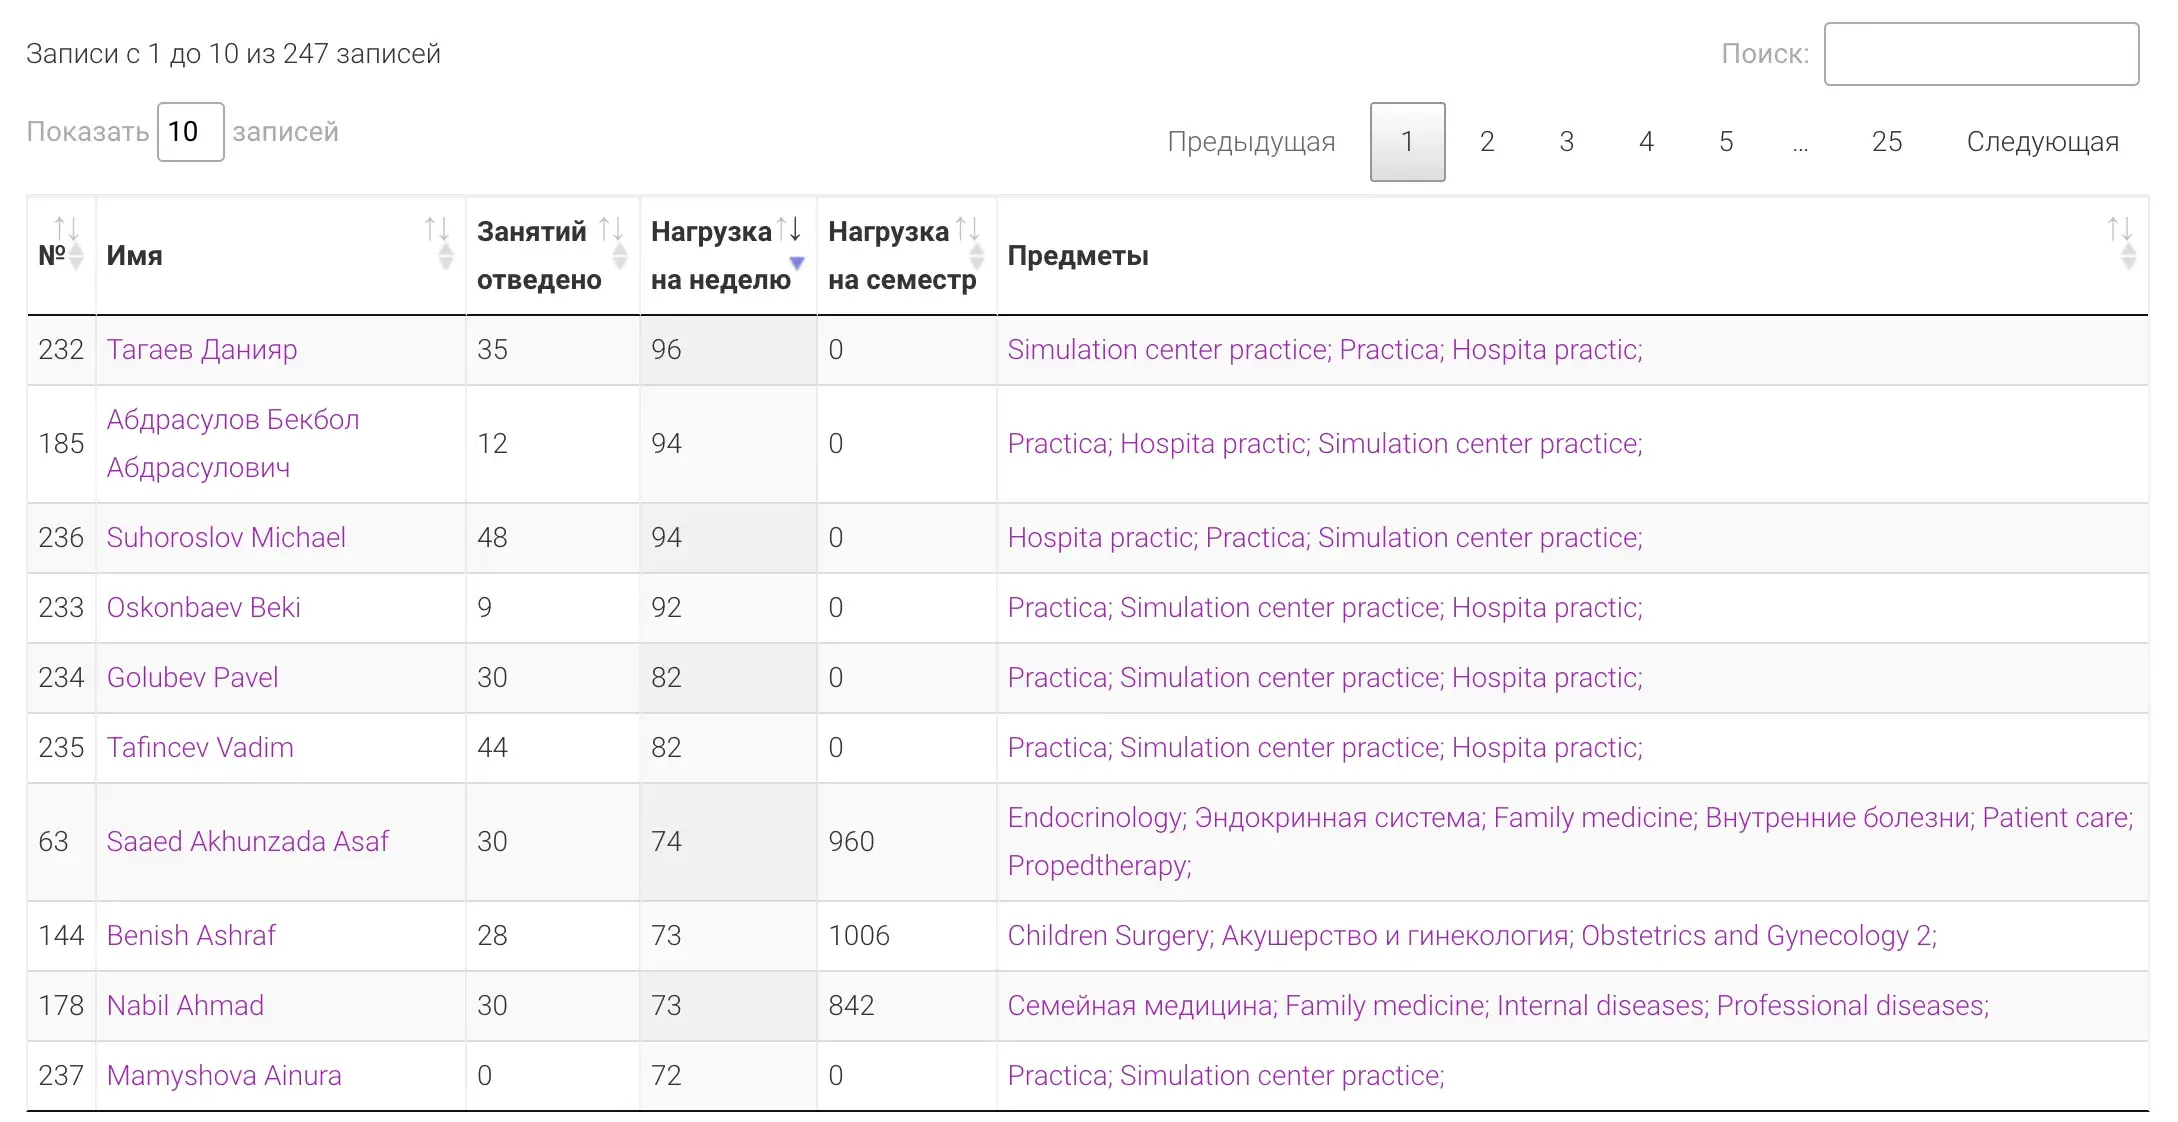 Записи с 1 до 10 из 247 записей
Поиск:
Показать 10 записей
Предыдущая 1 2 3 4 5 ... 25 Следующая
№ Имя Занятий отведено Нагрузка на неделю Нагрузка на семестр Предметы
232 Тагаев Данияр 35 96 0 Simulation center practice; Practica; Hospita practic;
185 Абдрасулов Бекбол Абдрасулович 12 94 0 Practica; Hospita practic; Simulation center practice;
236 Suhoroslov Michael 48 94 0 Hospita practic; Practica; Simulation center practice;
233 Oskonbaev Beki 9 92 0 Practica; Simulation center practice; Hospita practic;
234 Golubev Pavel 30 82 0 Practica; Simulation center practice; Hospita practic;
235 Tafincev Vadim 44 82 0 Practica; Simulation center practice; Hospita practic;
63 Saaed Akhunzada Asaf 30 74 960 Endocrinology; Эндокринная система; Family medicine; Внутренние болезни; Patient care; Propedtherapy;
144 Benish Ashraf 28 73 1006 Children Surgery; Акушерство и гинекология; Obstetrics and Gynecology 2;
178 Nabil Ahmad 30 73 842 Семейная медицина; Family medicine; Internal diseases; Professional diseases;
237 Mamyshova Ainura 0 72 0 Practica; Simulation center practice;